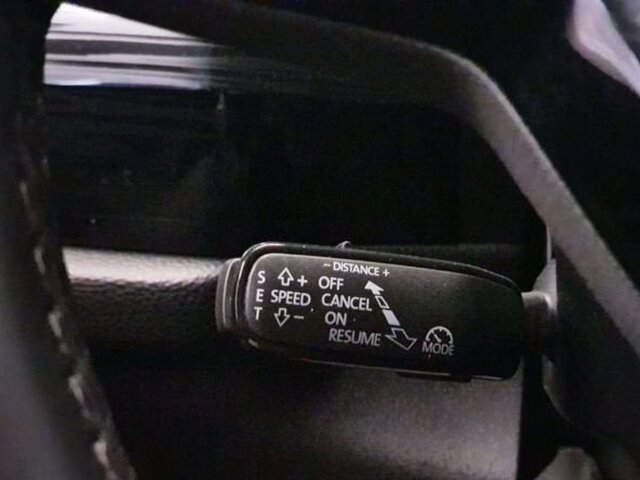 - DISTANCE +
S + OFF
E SPEED CANCEL
T - ON
RESUME
MODE